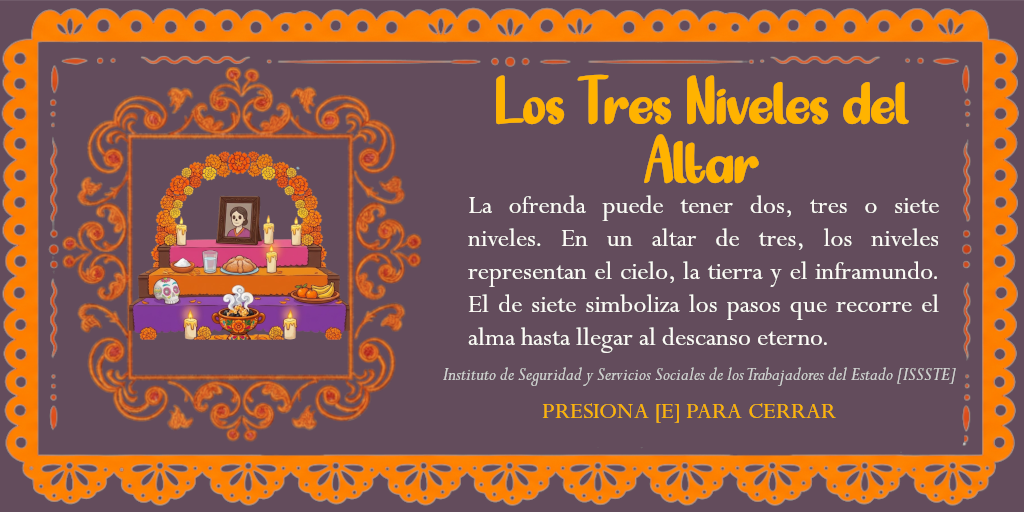 Los Tres Niveles del
Altar
La ofrenda puede tener dos, tres o siete
niveles. En un altar de tres, los niveles
representan el cielo, la tierra y el inframundo.
El de siete simboliza los pasos que recorre el
alma hasta llegar al descanso eterno.
Instituto de Seguridad y Servicios Sociales de los Trabajadores del Estado [ISSSTE]
PRESIONA [E] PARA CERRAR